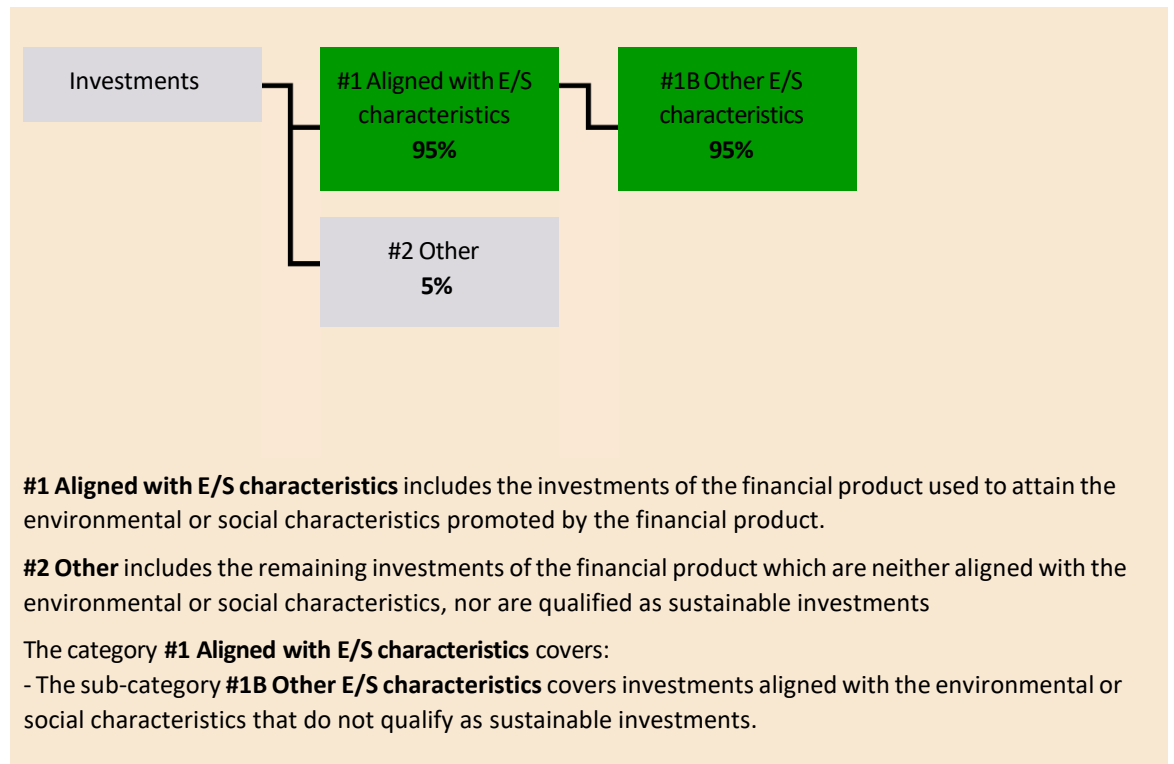 Investments
#1 Aligned with E/S
characteristics
95%
#1B Other E/S
characteristics
95%
#2 Other
5%
#1 Aligned with E/S characteristics includes the investments of the financial product used to attain the
environmental or social characteristics promoted by the financial product.
#2 Other includes the remaining investments of the financial product which are neither aligned with the
environmental or social characteristics, nor are qualified as sustainable investments
The category #1 Aligned with E/S characteristics covers:
- The sub-category #1B Other E/S characteristics covers investments aligned with the environmental or
social characteristics that do not qualify as sustainable investments.